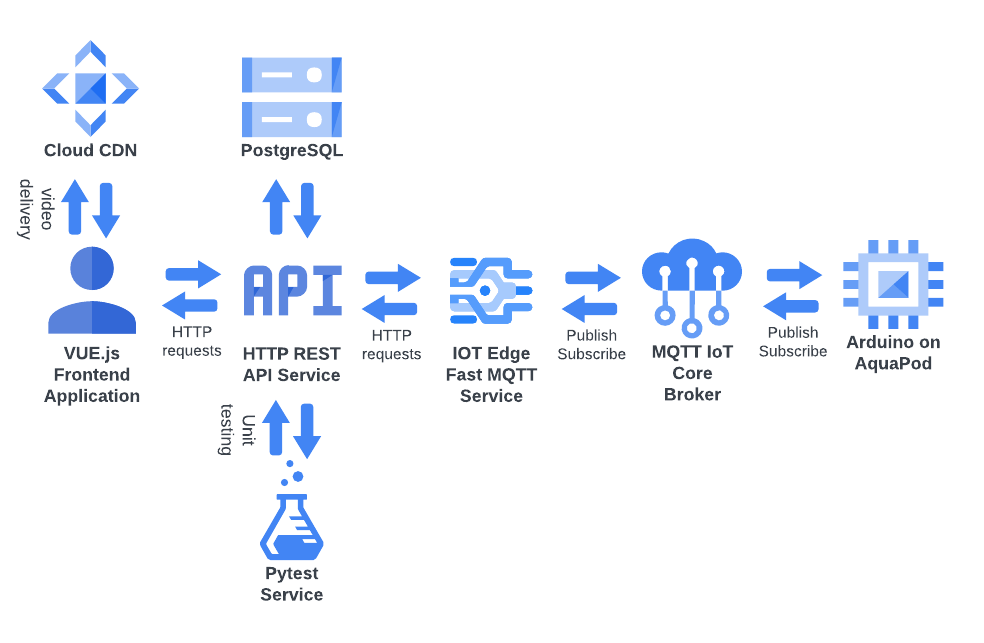 Cloud CDN
PostgreSQL
video
delivery
API
HTTP
requests
HTTP
requests
Publish
Subscribe
Publish
Subscribe
VUE.js
Frontend
Application
HTTP REST
API Service
IOT Edge
Fast MQTT
Service
MQTT IoT
Core
Broker
Arduino on
AquaPod
Unit
testing
Pytest
Service